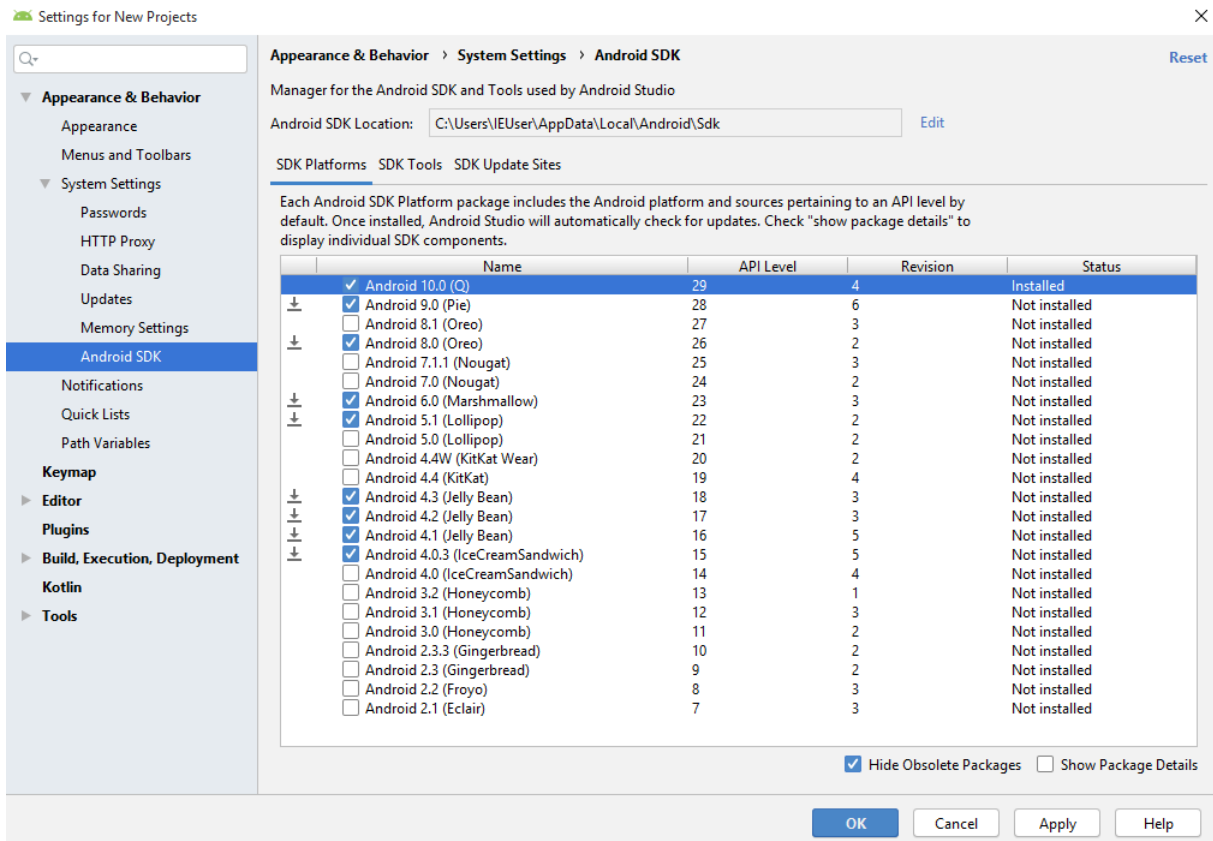 Settings for New Projects
Appearance & Behavior
Appearance
Menus and Toolbars
System Settings
Passwords
HTTP Proxy
Data Sharing
Updates
Memory Settings
Android SDK
Notifications
Quick Lists
Path Variables
Keymap
Editor
Plugins
Build, Execution, Deployment
Kotlin
Tools
Appearance & Behavior › System Settings › Android SDK
Reset
Manager for the Android SDK and Tools used by Android Studio
Android SDK Location: C:\Users\IEUser\AppData\Local\Android\Sdk Edit
SDK Platforms SDK Tools SDK Update Sites
Each Android SDK Platform package includes the Android platform and sources pertaining to an API level by
default. Once installed, Android Studio will automatically check for updates. Check "show package details" to
display individual SDK components.
Name API Level Revision Status
Android 10.0 (Q) 29 4 Installed
Android 9.0 (Pie) 28 6 Not installed
Android 8.1 (Oreo) 27 3 Not installed
Android 8.0 (Oreo) 26 2 Not installed
Android 7.1.1 (Nougat) 25 3 Not installed
Android 7.0 (Nougat) 24 2 Not installed
Android 6.0 (Marshmallow) 23 3 Not installed
Android 5.1 (Lollipop) 22 2 Not installed
Android 5.0 (Lollipop) 21 2 Not installed
Android 4.4W (KitKat Wear) 20 2 Not installed
Android 4.4 (KitKat) 19 4 Not installed
Android 4.3 (Jelly Bean) 18 3 Not installed
Android 4.2 (Jelly Bean) 17 3 Not installed
Android 4.1 (Jelly Bean) 16 5 Not installed
Android 4.0.3 (IceCreamSandwich) 15 5 Not installed
Android 4.0 (IceCreamSandwich) 14 4 Not installed
Android 3.2 (Honeycomb) 13 1 Not installed
Android 3.1 (Honeycomb) 12 3 Not installed
Android 3.0 (Honeycomb) 11 2 Not installed
Android 2.3.3 (Gingerbread) 10 2 Not installed
Android 2.3 (Gingerbread) 9 2 Not installed
Android 2.2 (Froyo) 8 3 Not installed
Android 2.1 (Eclair) 7 3 Not installed
Hide Obsolete Packages Show Package Details
OK Cancel Apply Help